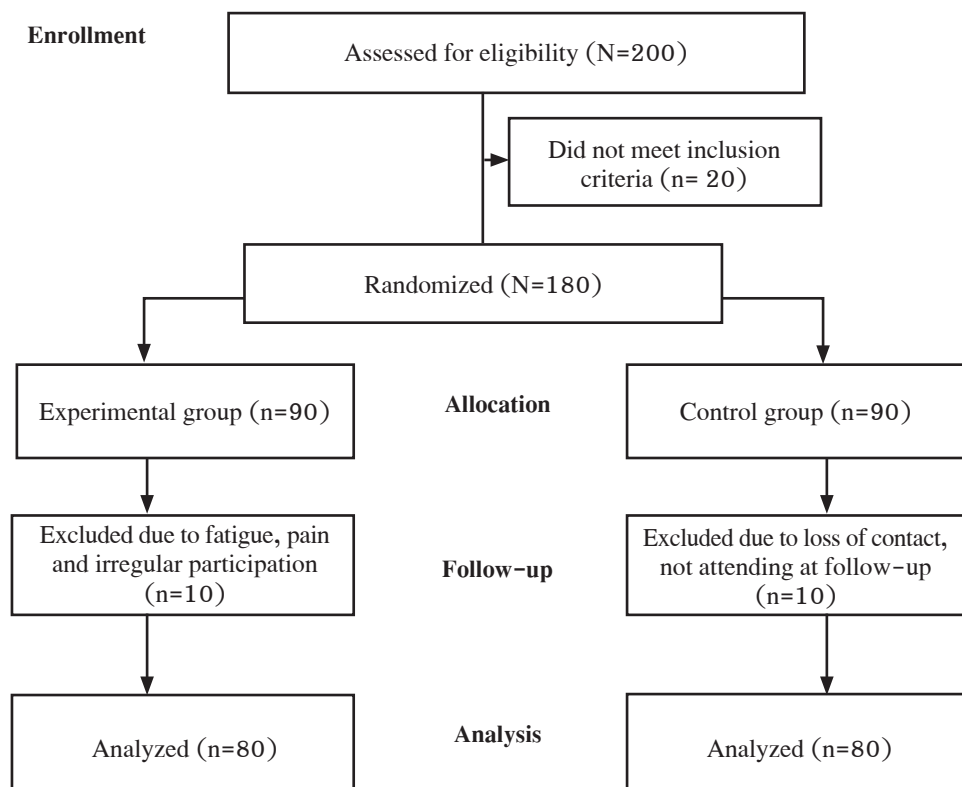 Enrollment
Assessed for eligibility (N=200)
Did not meet inclusion
criteria (n= 20)
Randomized (N=180)
Experimental group (n=90)
Allocation
Control group (n=90)
Excluded due to fatigue, pain
and irregular participation
(n=10)
Follow-up
Excluded due to loss of contact,
not attending at follow-up
(n=10)
Analyzed (n=80)
Analysis
Analyzed (n=80)